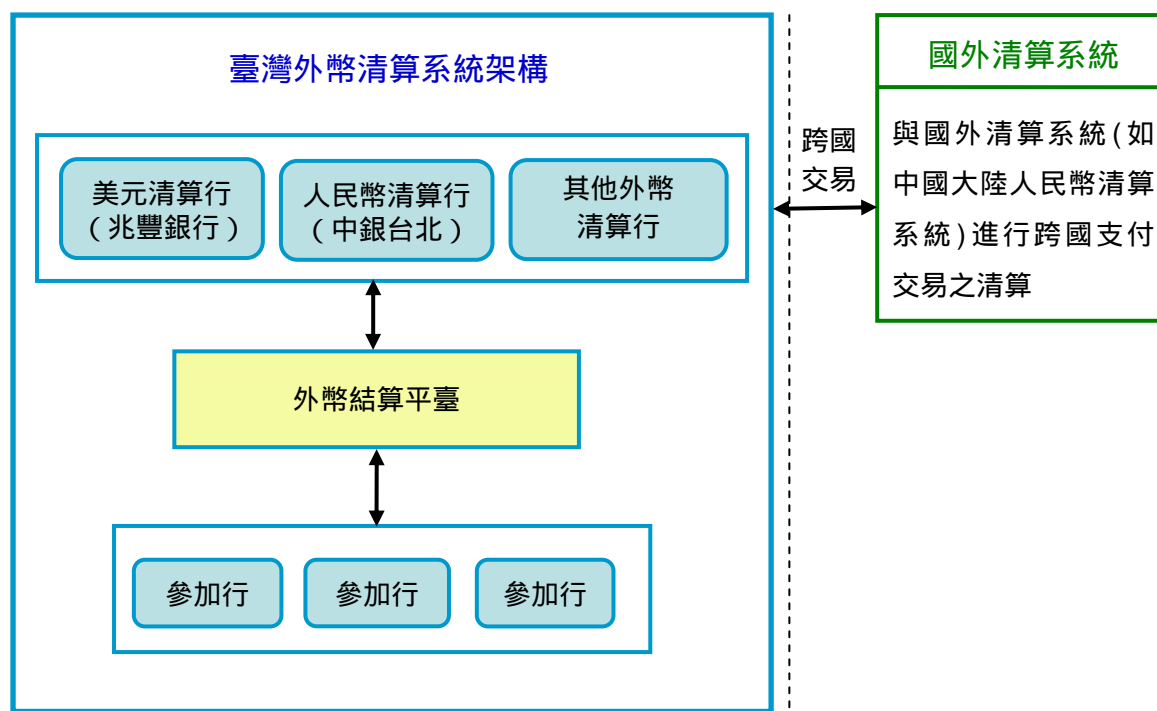 臺灣外幣清算系統架構
美元清算行
（兆豐銀行）
人民幣清算行
（中銀台北）
其他外幣
清算行
外幣結算平臺
參加行
參加行
參加行
跨國
交易
國外清算系統
與國外清算系統(如
中國大陸人民幣清算
系統)進行跨國支付
交易之清算